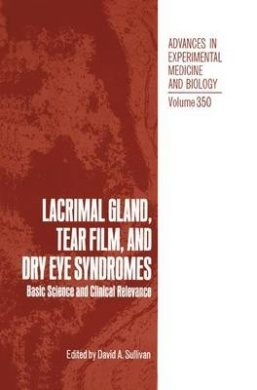 ADVANCES IN
EXPERIMENTAL
MEDICINE
AND BIOLOGY
Volume 350
LACRIMAL GLAND,
TEAR FILM, AND
DRY EYE SYNDROMES
Basic Science and Clinical Relevance
Edited by David A. Sullivan